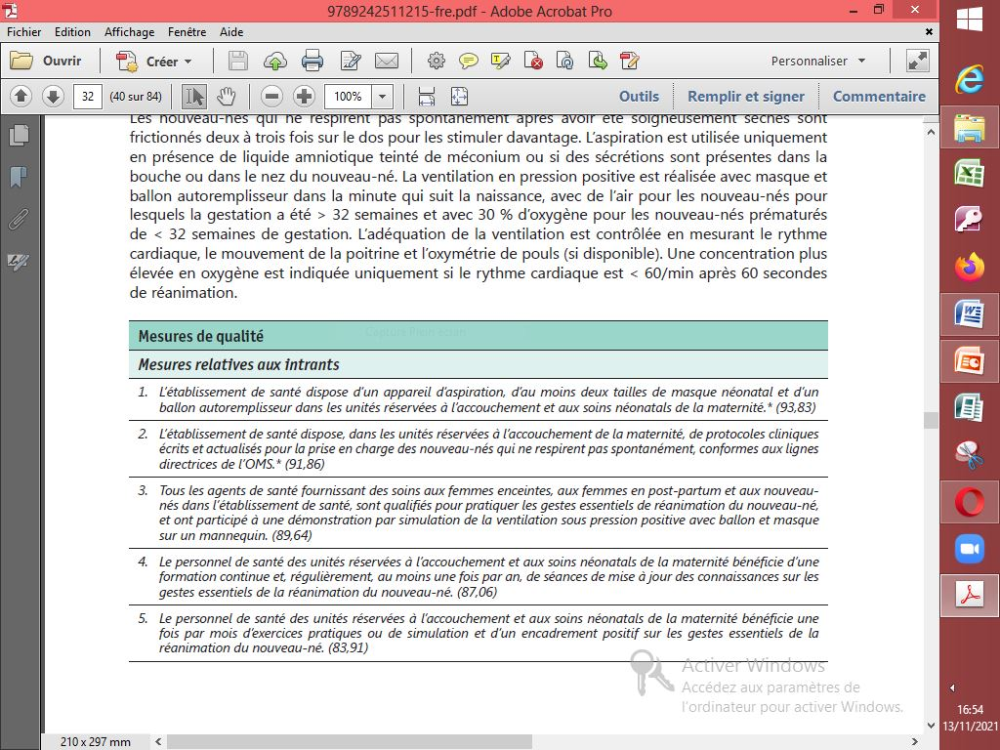 9789242511215-fre.pdf - Adobe Acrobat Pro
Fichier Edition Affichage Fenêtre Aide
Ouvrir Créer Personnaliser
32 (40 sur 84) 100% Outils Remplir et signer Commentaire
Les nouveau-nés qui ne respirent pas spontanément après avoir été soigneusement séchés sont
frictionnés deux à trois fois sur le dos pour les stimuler davantage. L’aspiration est utilisée uniquement
en présence de liquide amniotique teinté de méconium ou si des sécrétions sont présentes dans la
bouche ou dans le nez du nouveau-né. La ventilation en pression positive est réalisée avec masque et
ballon autoremplisseur dans la minute qui suit la naissance, avec de l’air pour les nouveau-nés pour
lesquels la gestation a été > 32 semaines et avec 30 % d’oxygène pour les nouveau-nés prématurés
de < 32 semaines de gestation. L’adéquation de la ventilation est contrôlée en mesurant le rythme
cardiaque, le mouvement de la poitrine et l’oxymétrie de pouls (si disponible). Une concentration plus
élevée en oxygène est indiquée uniquement si le rythme cardiaque est < 60/min après 60 secondes
de réanimation.
Mesures de qualité
Capture Plein écran
Mesures relatives aux intrants
1. L’établissement de santé dispose d’un appareil d’aspiration, d’au moins deux tailles de masque néonatal et d’un
ballon autoremplisseur dans les unités réservées à l’accouchement et aux soins néonatals de la maternité.* (93,83)
2. L’établissement de santé dispose, dans les unités réservées à l’accouchement de la maternité, de protocoles cliniques
écrits et actualisés pour la prise en charge des nouveau-nés qui ne respirent pas spontanément, conformes aux lignes
directrices de l’OMS.* (91,86)
3. Tous les agents de santé fournissant des soins aux femmes enceintes, aux femmes en post-partum et aux nouveau-
nés dans l’établissement de santé, sont qualifiés pour pratiquer les gestes essentiels de réanimation du nouveau-né,
et ont participé à une démonstration par simulation de la ventilation sous pression positive avec ballon et masque
sur un mannequin. (89,64)
4. Le personnel de santé des unités réservées à l’accouchement et aux soins néonatals de la maternité bénéficie d’une
formation continue et, régulièrement, au moins une fois par an, de séances de mise à jour des connaissances sur les
gestes essentiels de la réanimation du nouveau-né. (87,06)
5. Le personnel de santé des unités réservées à l’accouchement et aux soins néonatals de la maternité bénéficie une
fois par mois d’exercices pratiques ou de simulation et d’un encadrement positif sur les gestes essentiels de la
réanimation du nouveau-né. (83,91)
Activer Windows
Accédez aux paramètres de
l'ordinateur pour activer Windows.
16:54
13/11/2021
210 x 297 mm